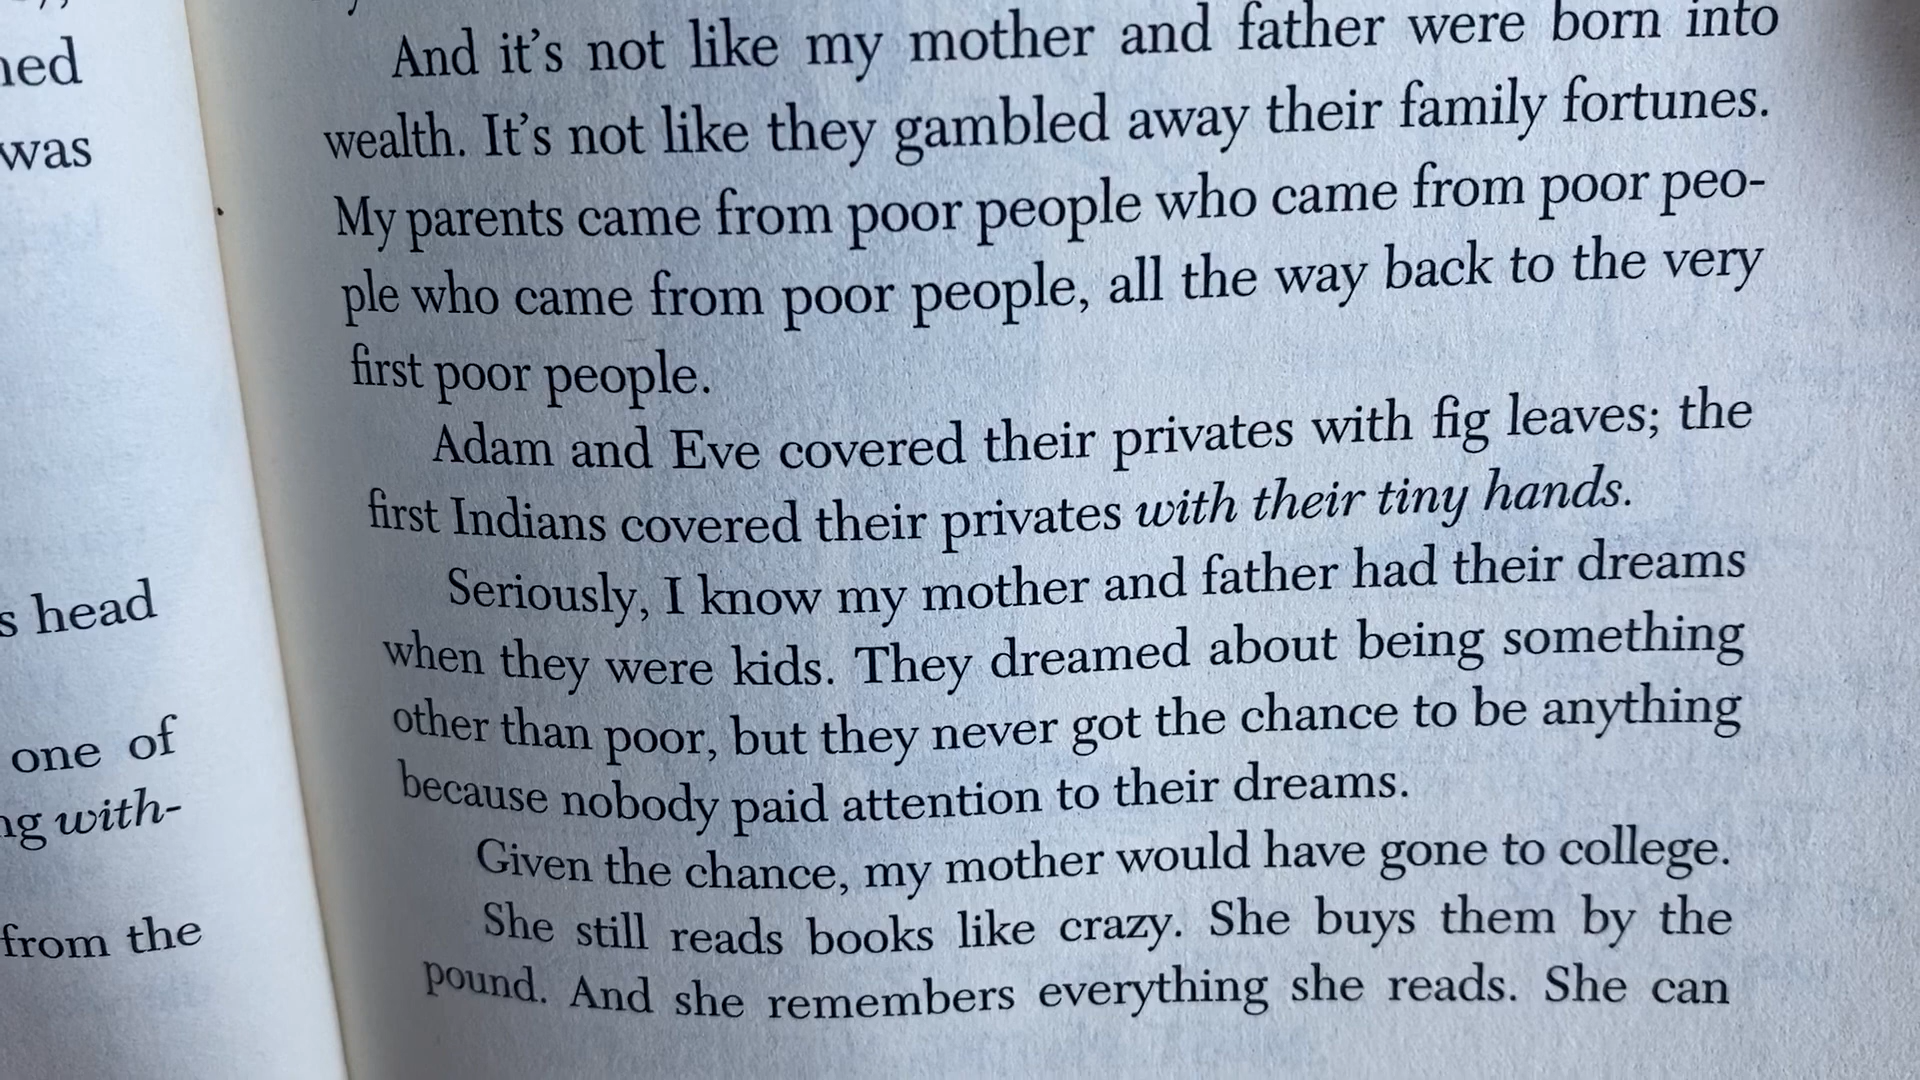 ned
was
s head
one of
ng with-
from the
And it's not like my mother and father were born into
wealth. It's not like they gambled away their family fortunes.
My parents came from poor people who came from poor peo-
ple who came from poor people, all the way back to the very
first poor people.
Adam and Eve covered their privates with fig leaves; the
first Indians covered their privates with their tiny hands.
Seriously, I know my mother and father had their dreams
when they were kids. They dreamed about being something
other than poor, but they never got the chance to be anything
because nobody paid attention to their dreams.
Given the chance, my mother would have gone to college.
She still reads books like crazy. She buys them by the
pound. And she remembers everything she reads. She can